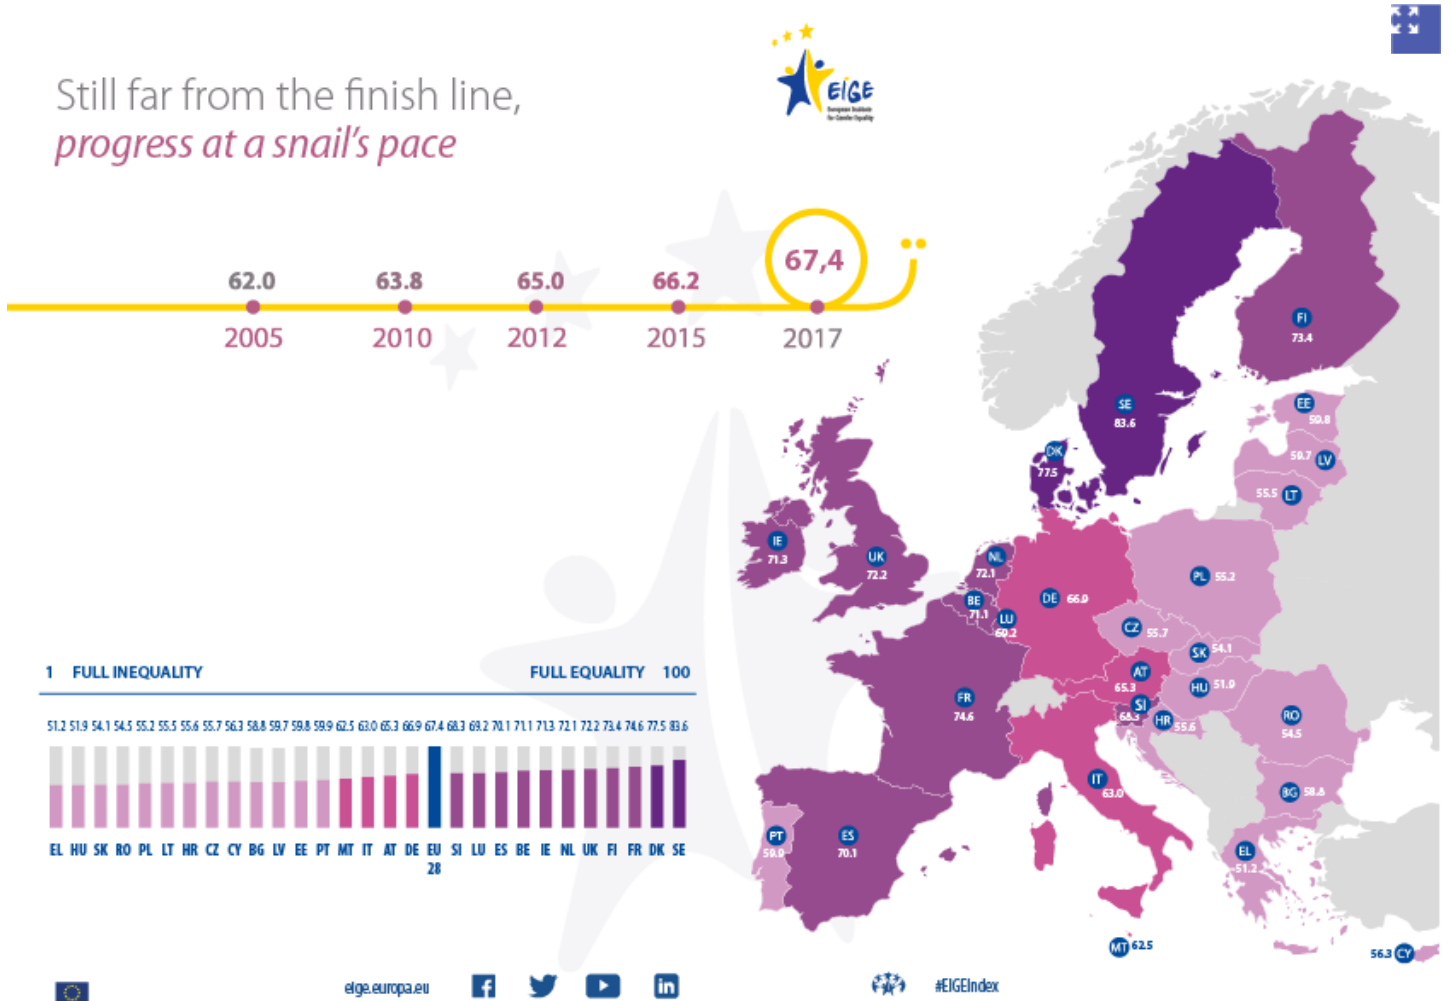 Still far from the finish line,
progress at a snail's pace
EIGE
European Institute
for Gender Equality
62.0 63.8 65.0 66.2 67,4
2005 2010 2012 2015 2017
1 FULL INEQUALITY FULL EQUALITY 100
51.2 51.9 54.1 54.5 55.2 55.5 55.6 55.7 56.3 58.8 59.7 59.8 59.9 62.5 63.0 65.3 66.9 67.4 68.3 69.2 70.1 71.1 71.3 72.1 72.2 73.4 74.6 77.5 83.6
EL HU SK RO PL LT HR CZ CY BG LV EE PT MT IT AT DE EU SI LU ES BE IE NL UK FI FR DK SE
28
FI
73.4
SE
83.6
EE
59.8
DK
77.5
59.7 LV
55.5 LT
IE
71.3
UK
72.2
NL
72.1
BE
71.1
LU
69.2
DE 66.9
PL 55.2
CZ 55.7
SK 54.1
AT
65.3
HU 51.9
SI
68.3
HR 55.6
FR
74.6
RO
54.5
IT
63.0
BG 58.8
PT
59.9
ES
70.1
EL
51.2
MT 62.5
56.3 CY
eige.europa.eu
#EIGEIndex